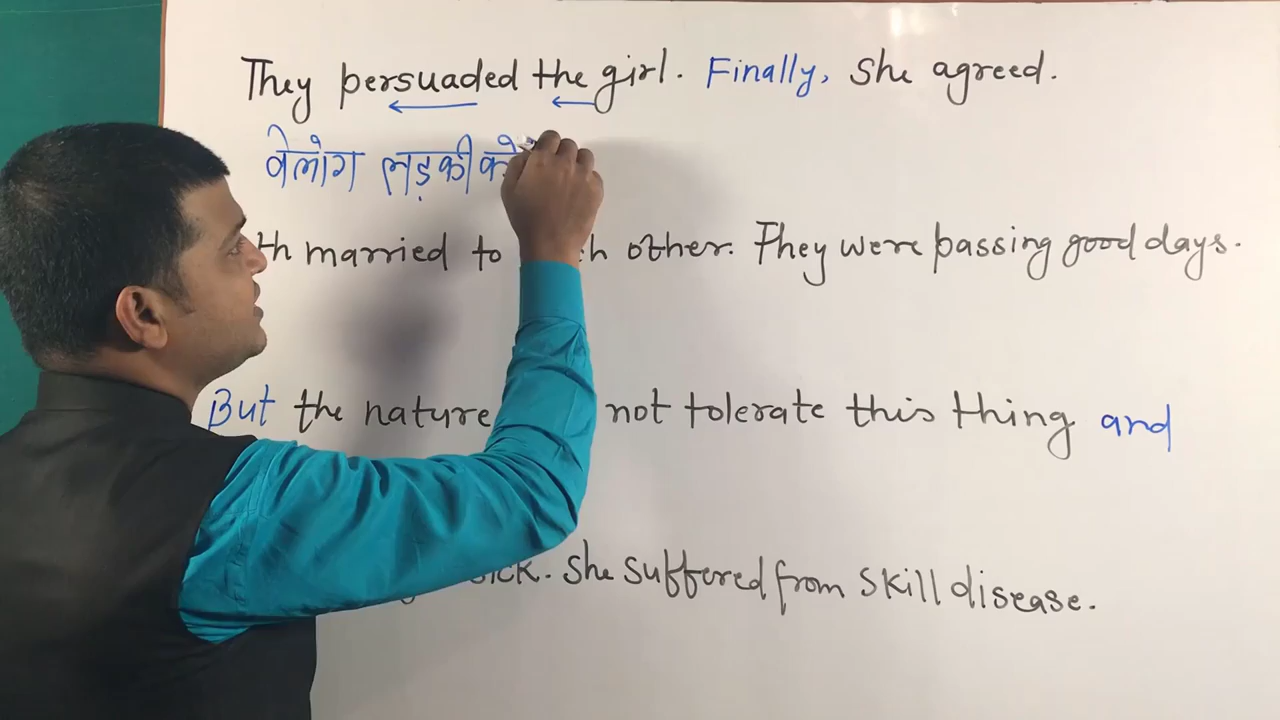 They persuaded the girl. Finally, She agreed.
वे लोग लड़की को
married to other. They were passing good days.
But the nature not tolerate this thing and
sick. She suffered from skill disease.